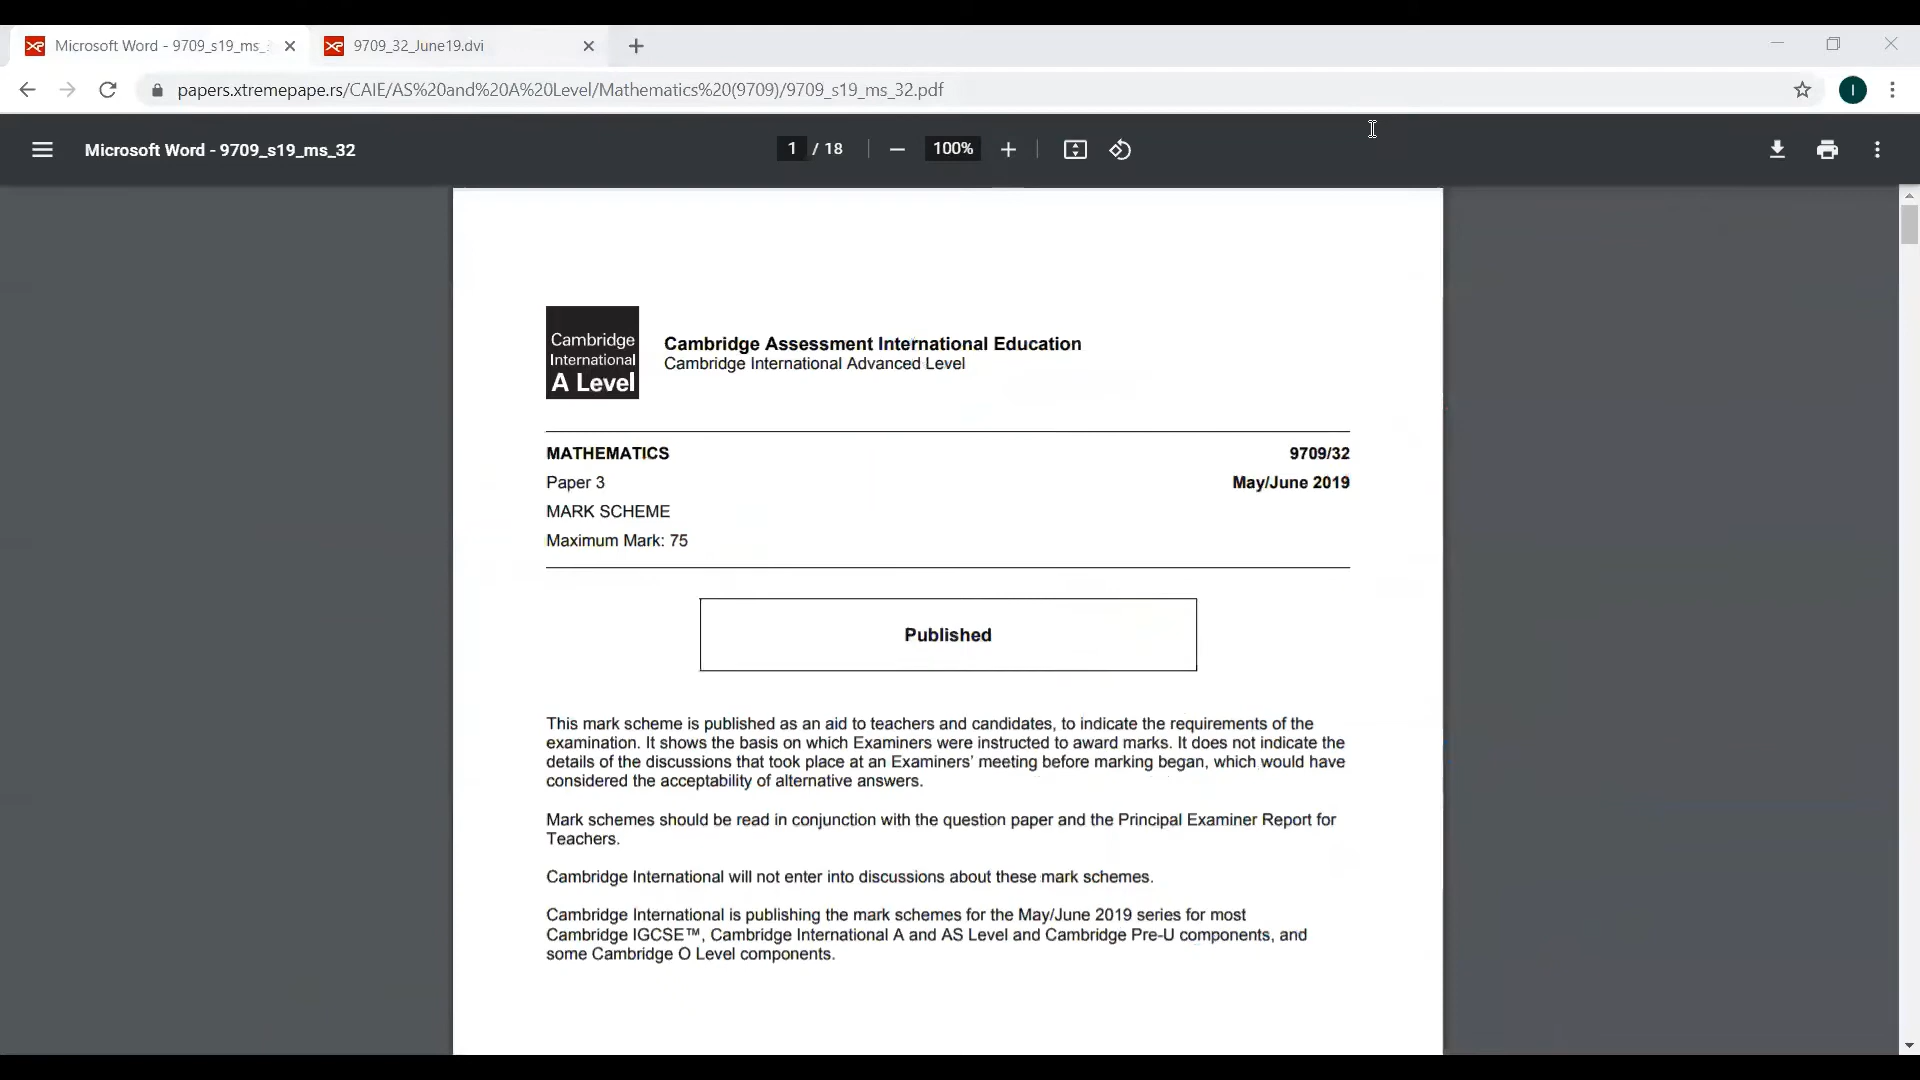 Microsoft Word - 9709_s19_ms_
9709_32_June19.dvi
papers.xtremepape.rs/CAIE/AS%20and%20A%20Level/Mathematics%20(9709)/9709_s19_ms_32.pdf
I
Microsoft Word - 9709_s19_ms_32
1 / 18
100%
Cambridge
International
A Level
Cambridge Assessment International Education
Cambridge International Advanced Level
MATHEMATICS 9709/32
Paper 3 May/June 2019
MARK SCHEME
Maximum Mark: 75
Published
This mark scheme is published as an aid to teachers and candidates, to indicate the requirements of the
examination. It shows the basis on which Examiners were instructed to award marks. It does not indicate the
details of the discussions that took place at an Examiners’ meeting before marking began, which would have
considered the acceptability of alternative answers.
Mark schemes should be read in conjunction with the question paper and the Principal Examiner Report for
Teachers.
Cambridge International will not enter into discussions about these mark schemes.
Cambridge International is publishing the mark schemes for the May/June 2019 series for most
Cambridge IGCSE™, Cambridge International A and AS Level and Cambridge Pre-U components, and
some Cambridge O Level components.